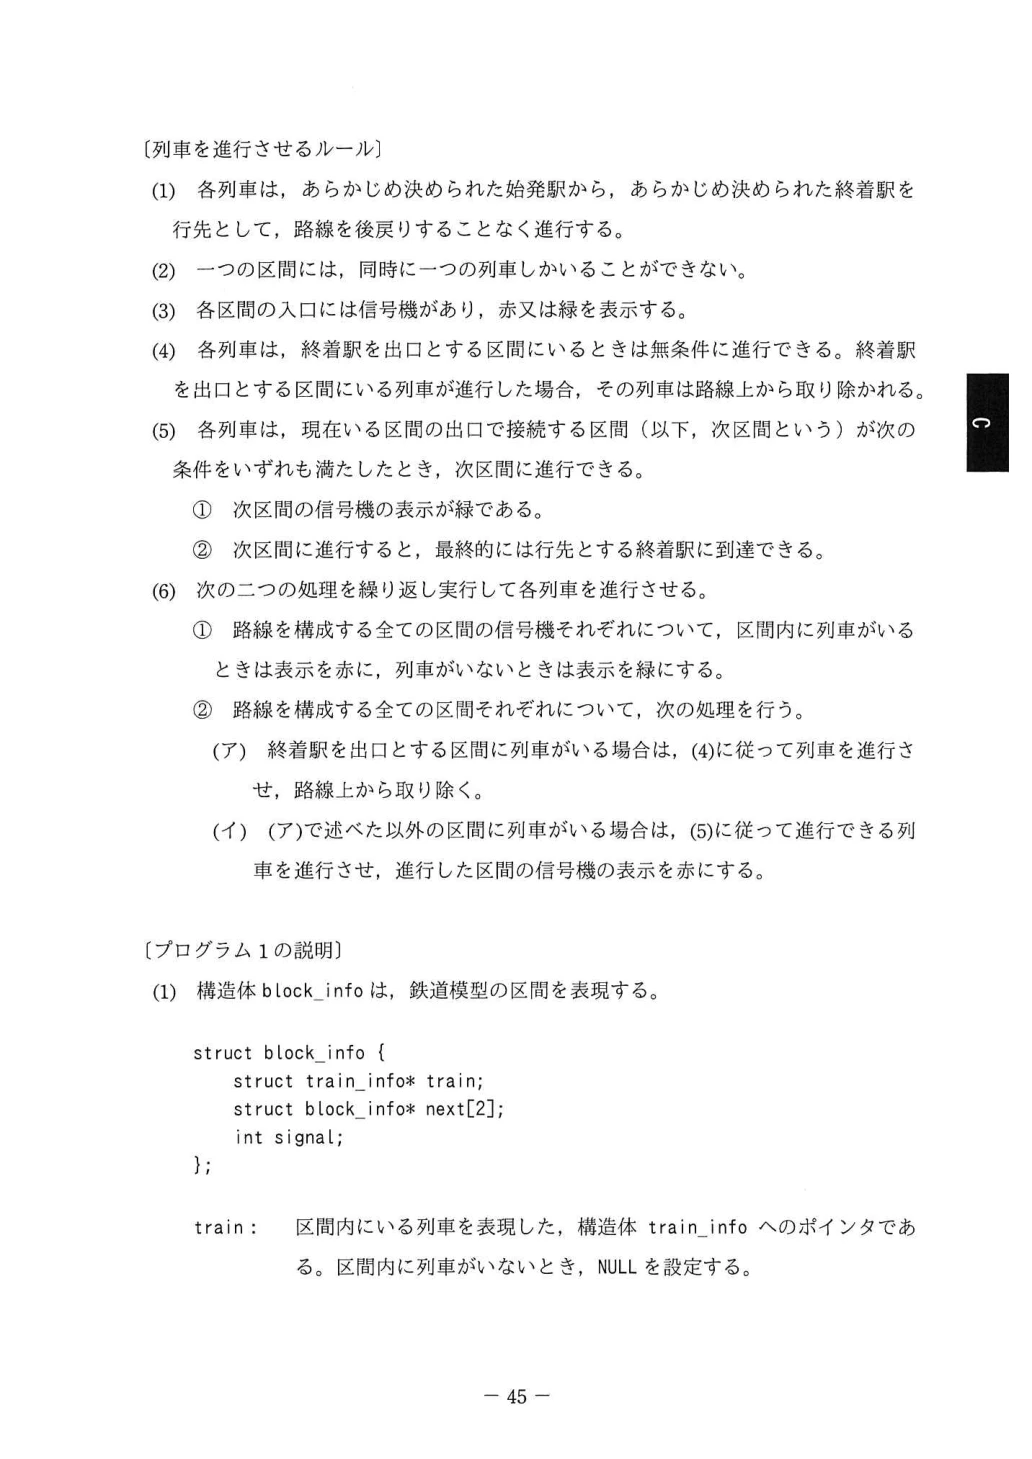 〔列車を進行させるルール〕
(1) 各列車は，あらかじめ決められた始発駅から，あらかじめ決められた終着駅を
行先として，路線を後戻りすることなく進行する。
(2) 一つの区間には，同時に一つの列車しかいることができない。
(3) 各区間の入口には信号機があり，赤又は緑を表示する。
(4) 各列車は，終着駅を出口とする区間にいるときは無条件に進行できる。終着駅
を出口とする区間にいる列車が進行した場合，その列車は路線上から取り除かれる。
(5) 各列車は，現在いる区間の出口で接続する区間（以下，次区間という）が次の
条件をいずれも満たしたとき，次区間に進行できる。
① 次区間の信号機の表示が緑である。
② 次区間に進行すると，最終的には行先とする終着駅に到達できる。
(6) 次の二つの処理を繰り返し実行して各列車を進行させる。
① 路線を構成する全ての区間の信号機それぞれについて，区間内に列車がいる
ときは表示を赤に，列車がいないときは表示を緑にする。
② 路線を構成する全ての区間それぞれについて，次の処理を行う。
(ア) 終着駅を出口とする区間に列車がいる場合は，(4)に従って列車を進行さ
せ，路線上から取り除く。
(イ) (ア)で述べた以外の区間に列車がいる場合は，(5)に従って進行できる列
車を進行させ，進行した区間の信号機の表示を赤にする。
〔プログラム1の説明〕
(1) 構造体 block_info は，鉄道模型の区間を表現する。
struct block_info {
struct train_info* train;
struct block_info* next[2];
int signal;
};
train： 区間内にいる列車を表現した，構造体 train_info へのポインタであ
る。区間内に列車がいないとき，NULL を設定する。
C
－ 45 －